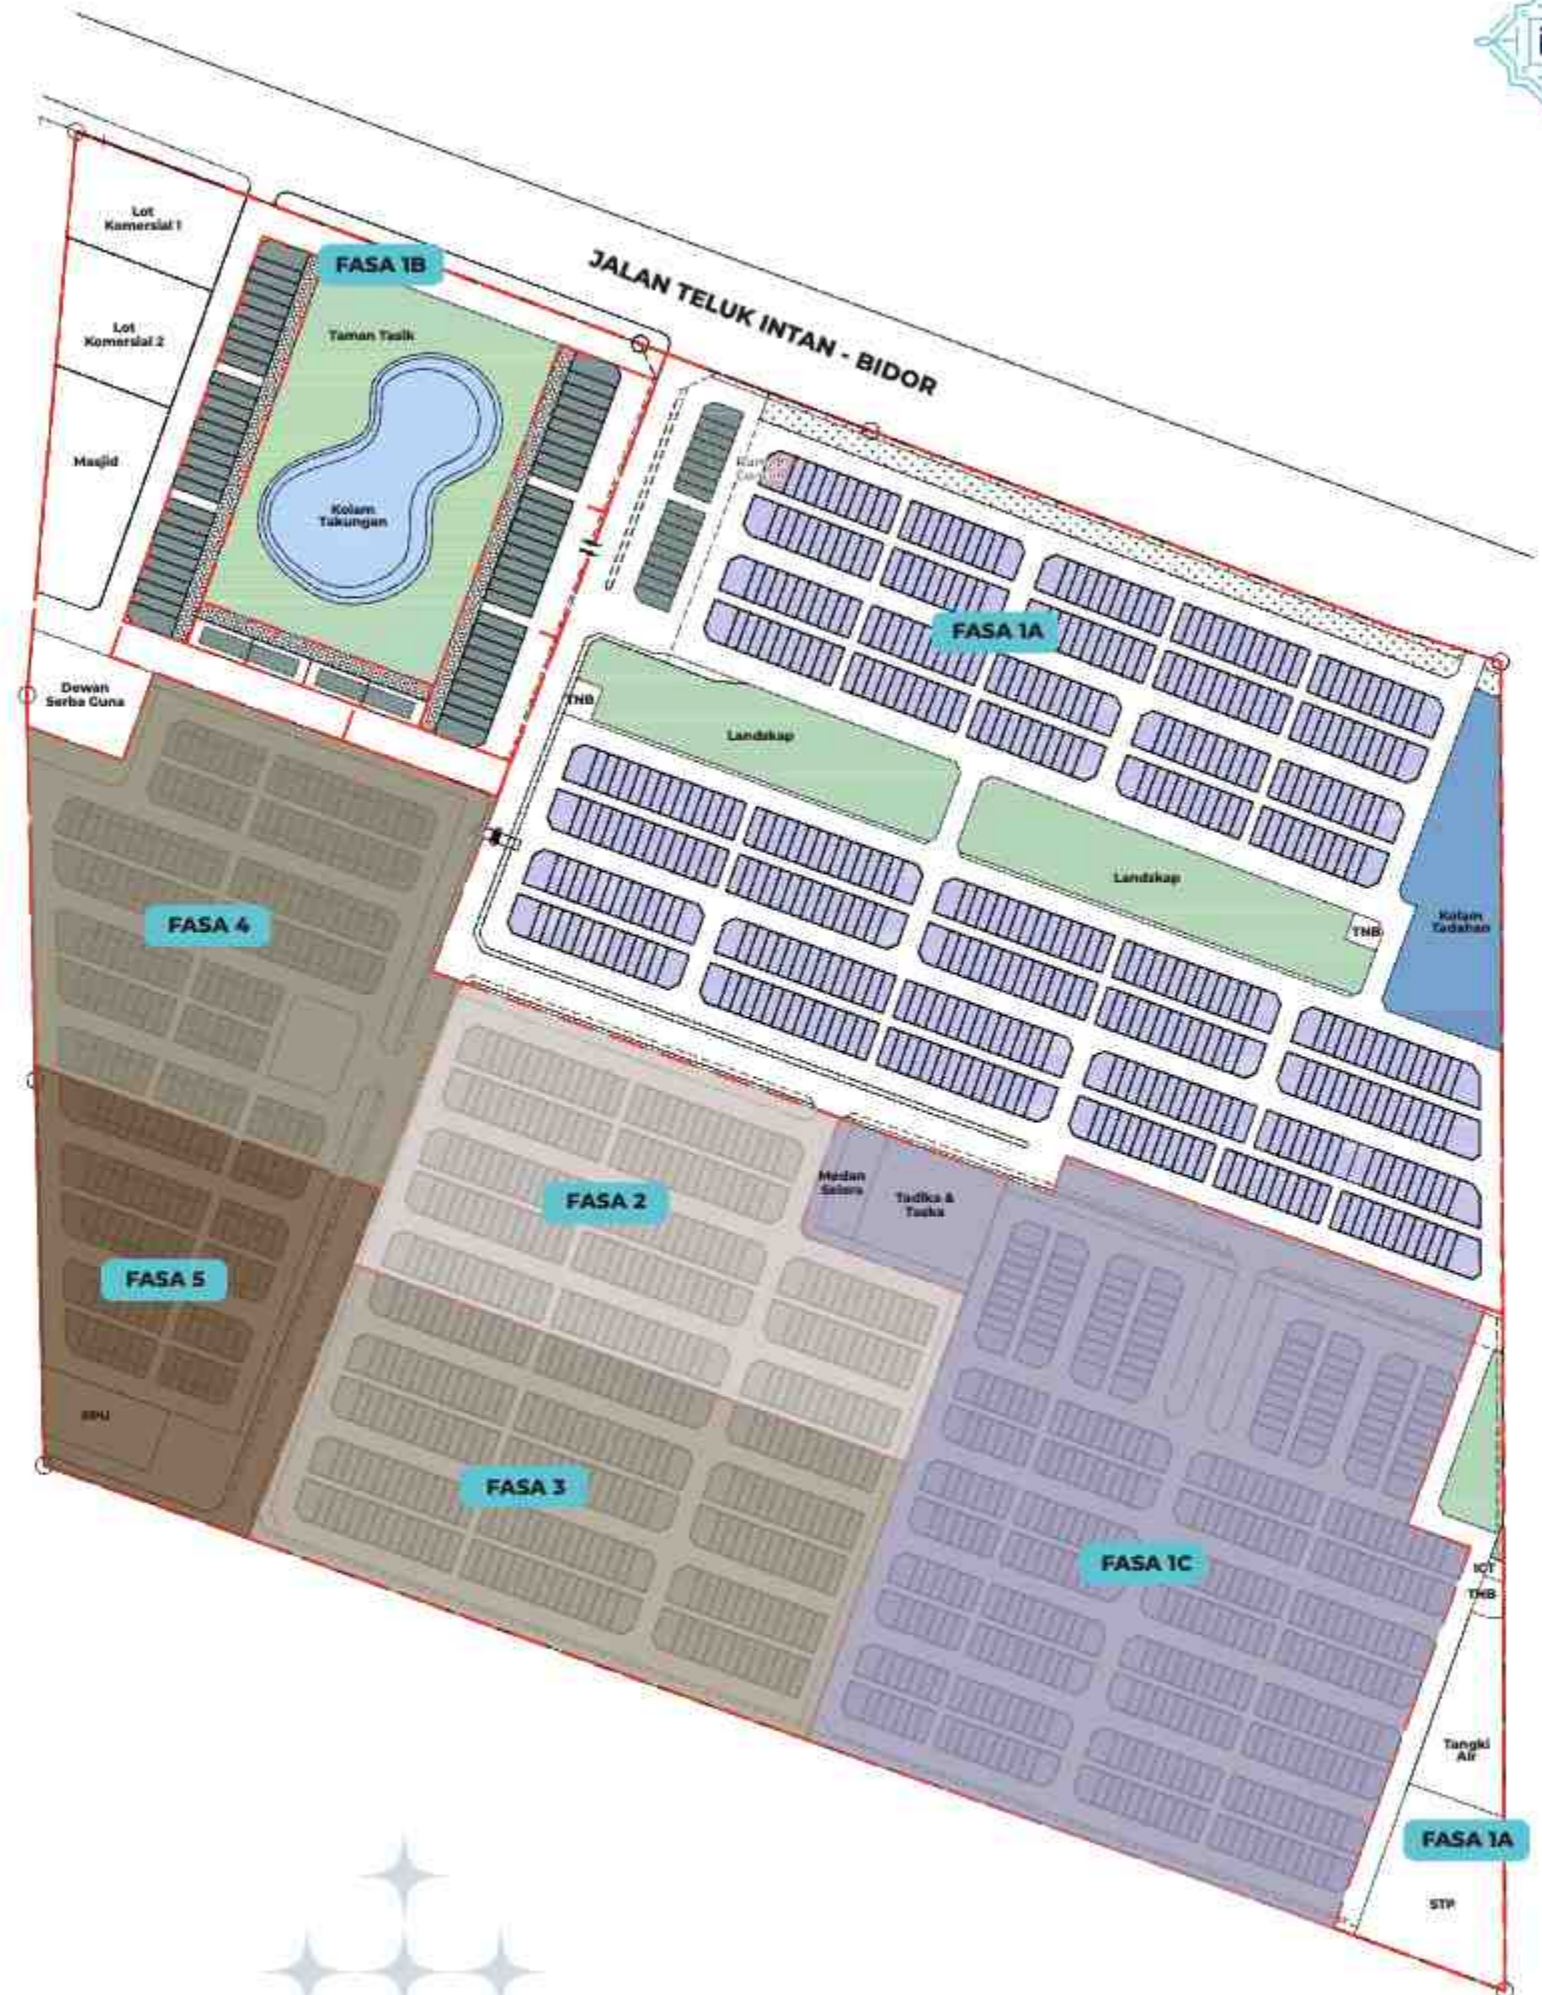 Lot
Komersial 1
FASA 1B
JALAN TELUK INTAN - BIDOR
Lot
Komersial 2
Taman Tasik
Masjid
Kolam
Takungan
FASA 1A
Dewan
Serba Guna
TNB
Landskap
Landskap
TNB
Kolam
Tadahan
FASA 4
FASA 2
Medan
Selera
Tadika &
Taska
FASA 5
PPU
FASA 3
FASA 1C
ICT
TNB
Tangki
Air
FASA 1A
STP